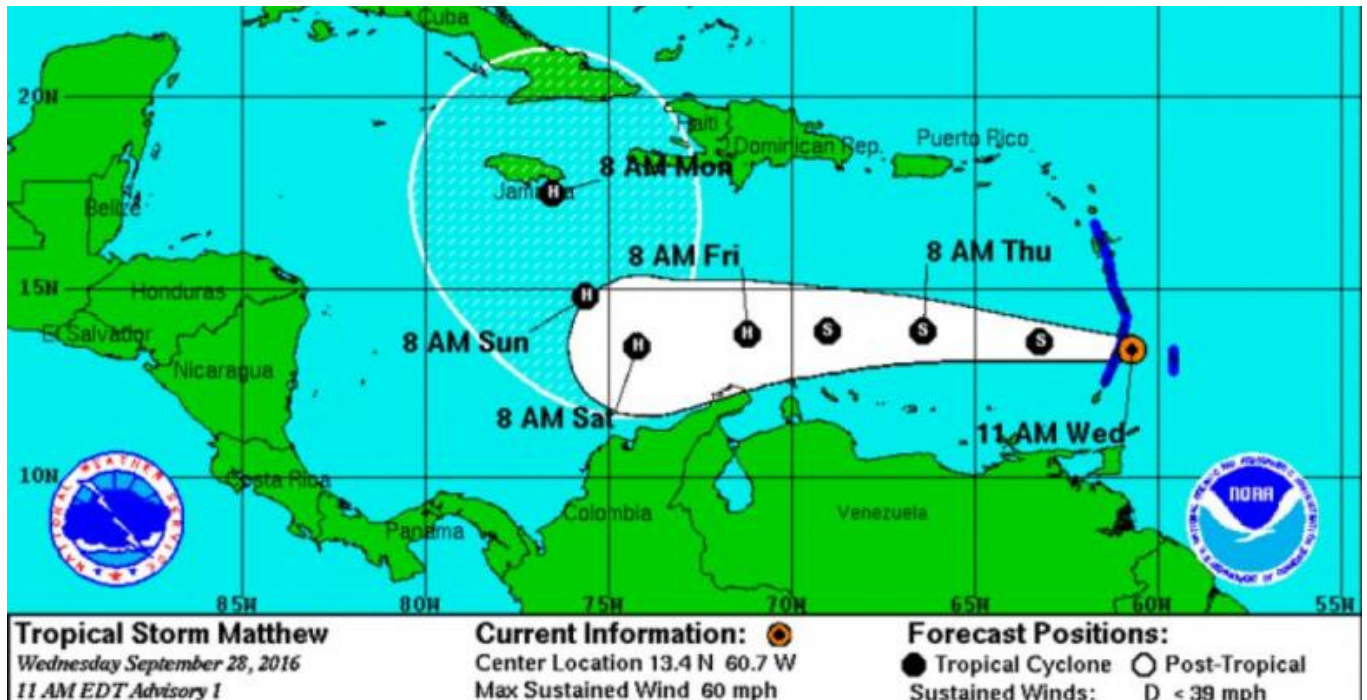 Cuba
20N
Haiti
Dominican Rep.
Puerto Rico
8 AM Mon
Jamaica
Belize
8 AM Fri
8 AM Thu
15N
Honduras
El Salvador
8 AM Sun
Nicaragua
8 AM Sat
11 AM Wed
10N
Costa Rica
Panama
Colombia
Venezuela
NATIONAL WEATHER SERVICE
NOAA
H
H
H
H
S
S
S
85W
80W
75W
70W
65W
60W
55W
Tropical Storm Matthew
Wednesday September 28, 2016
11 AM EDT Advisory 1
Current Information:
Center Location 13.4 N 60.7 W
Max Sustained Wind 60 mph
Forecast Positions:
Tropical Cyclone Post-Tropical
Sustained Winds: D < 39 mph